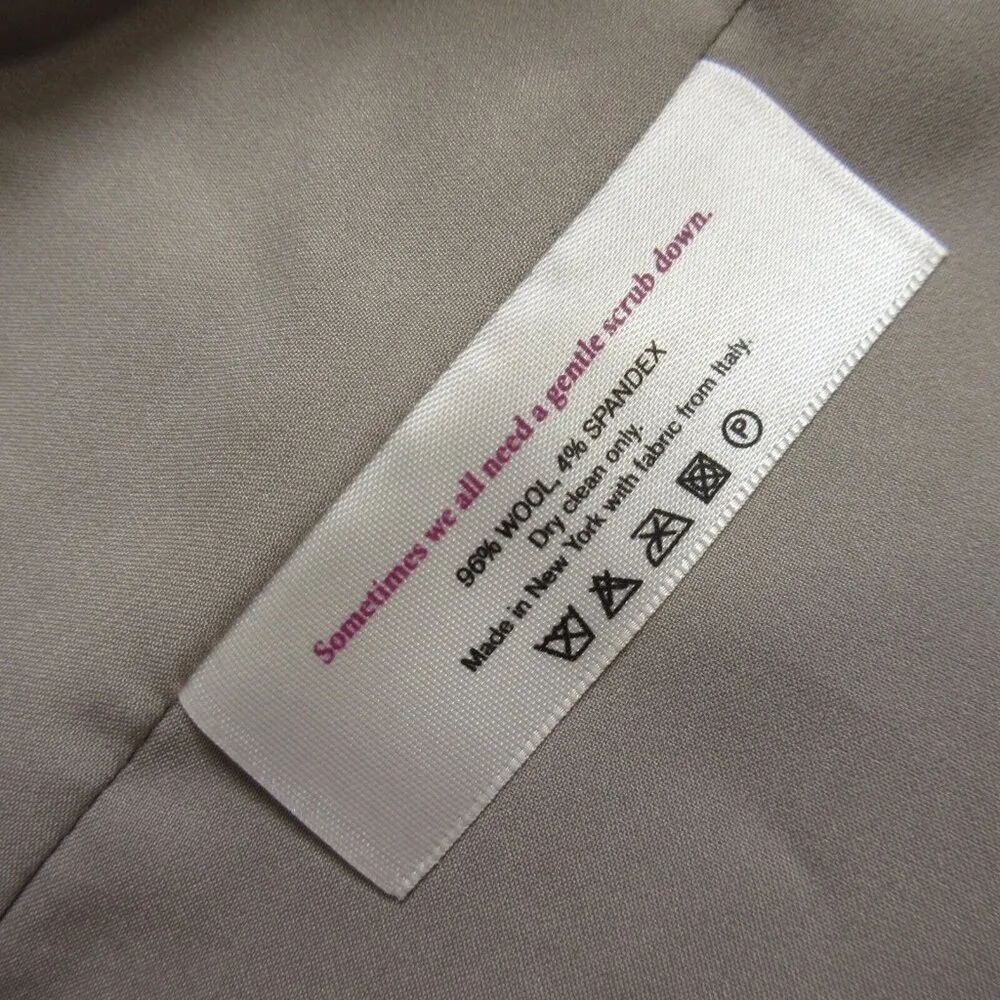 Sometimes we all need a gentle scrub down.
96% WOOL, 4% SPANDEX
Dry clean only.
Made in New York with fabric from Italy.
P